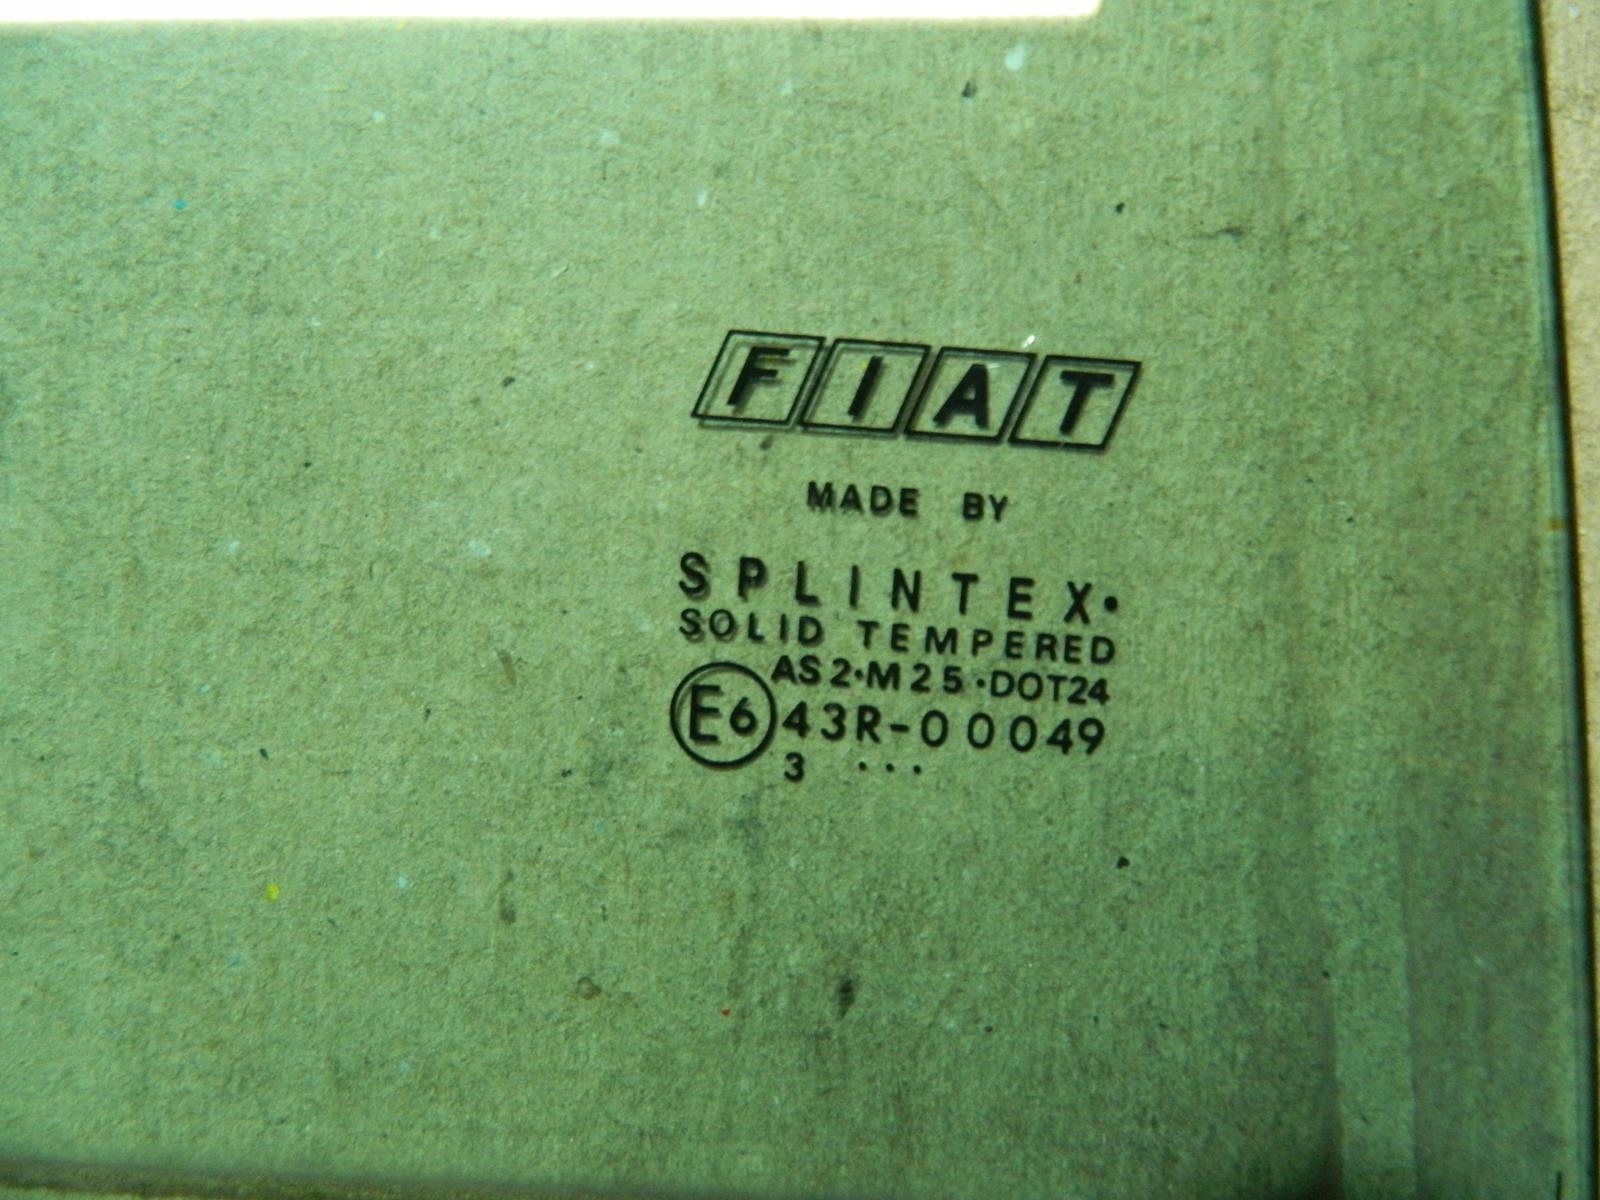 FIAT
MADE BY
SPLINTEX·
SOLID TEMPERED
AS2·M25·DOT24
E6 43R-00049
3 ...